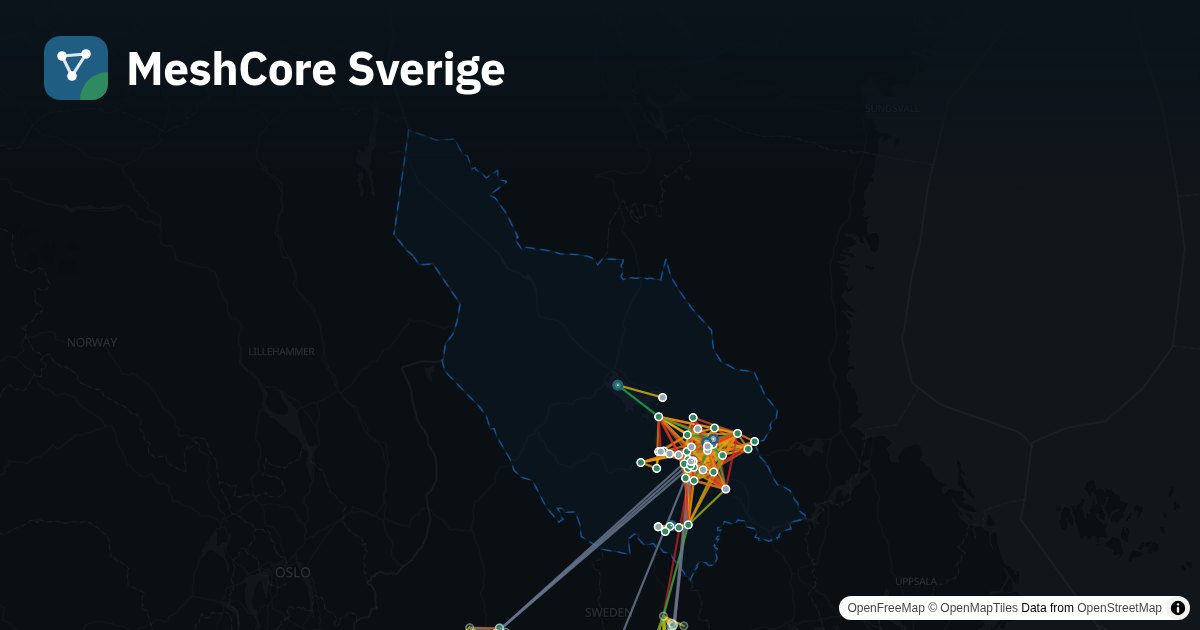 MeshCore Sverige
SUNDSVALL
NORWAY
LILLEHAMMER
OSLO
UPPSALA
SWEDEN
OpenFreeMap © OpenMapTiles Data from OpenStreetMap